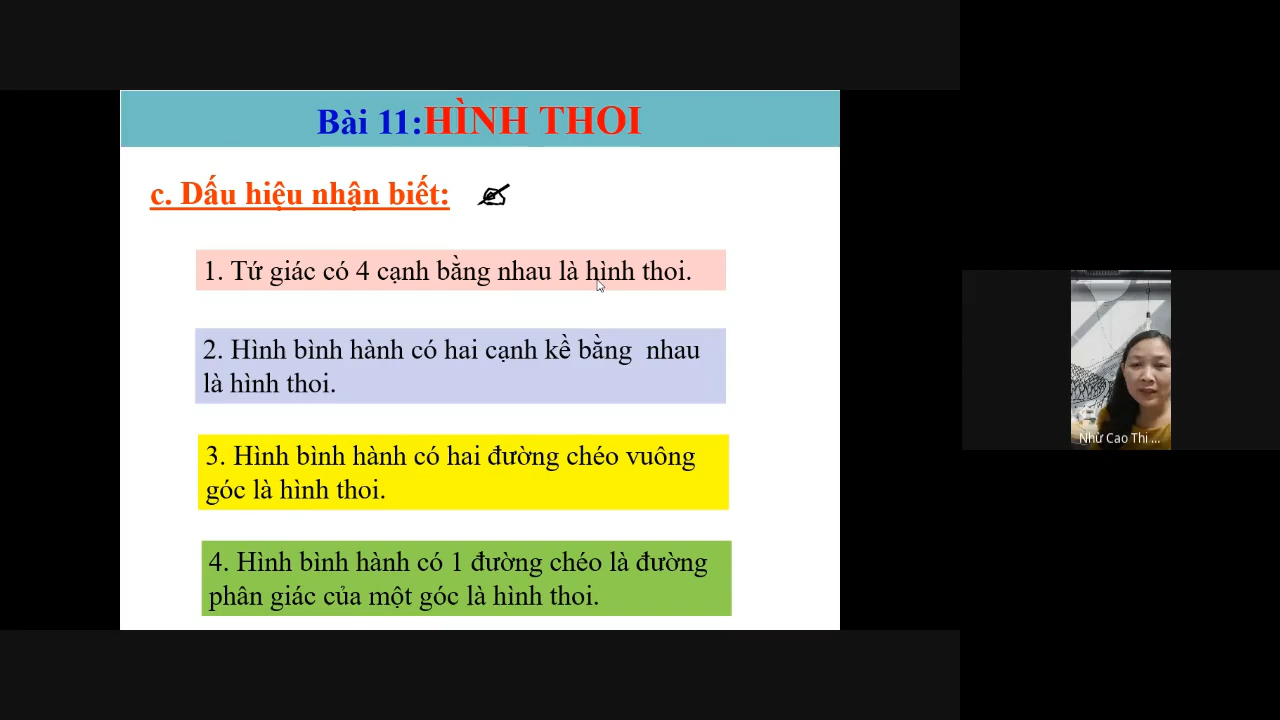 Bài 11:HÌNH THOI
c. Dấu hiệu nhận biết:
1. Tứ giác có 4 cạnh bằng nhau là hình thoi.
2. Hình bình hành có hai cạnh kề bằng nhau
là hình thoi.
3. Hình bình hành có hai đường chéo vuông
góc là hình thoi.
4. Hình bình hành có 1 đường chéo là đường
phân giác của một góc là hình thoi.
Nhừ Cao Thi ...